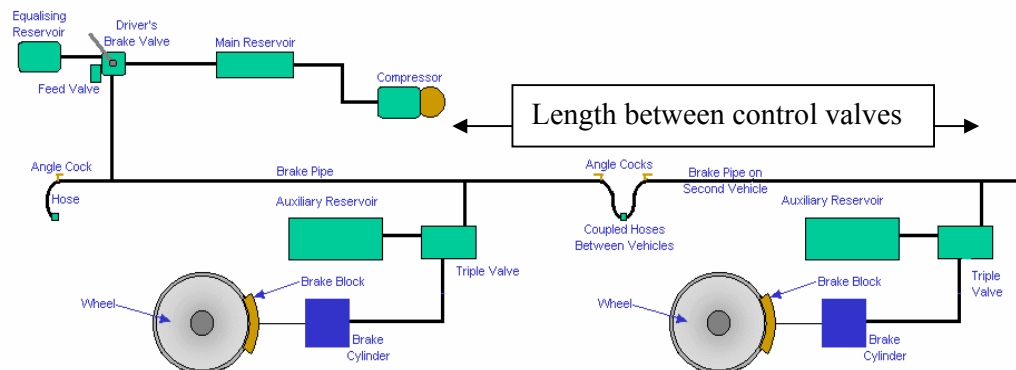 Equalising
Reservoir
Driver's
Brake Valve
Main Reservoir
Feed Valve
Compressor
Length between control valves
Angle Cock
Hose
Brake Pipe
Angle Cocks
Brake Pipe on
Second Vehicle
Auxiliary Reservoir
Coupled Hoses
Between Vehicles
Auxiliary Reservoir
Triple Valve
Triple
Valve
Wheel
Brake Block
Brake
Cylinder
Wheel
Brake Block
Brake
Cylinder